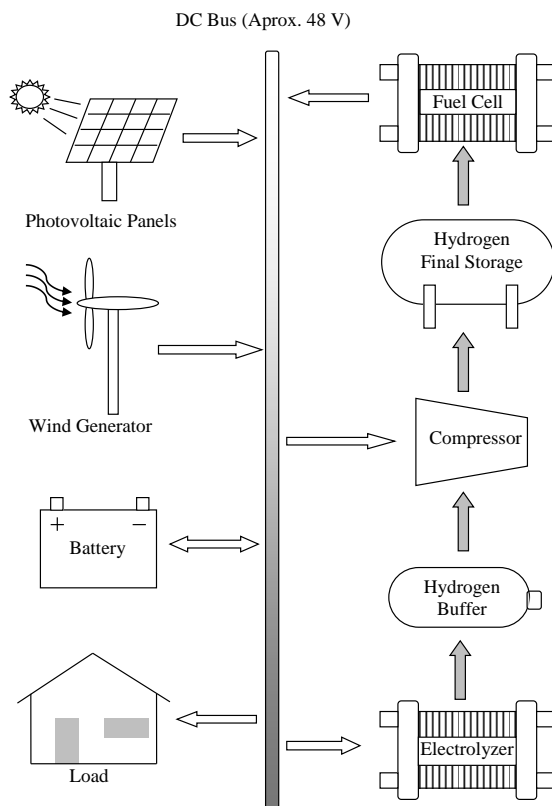 DC Bus (Aprox. 48 V)
Fuel Cell
Photovoltaic Panels
Hydrogen
Final Storage
Wind Generator
Compressor
+ −
Battery
Hydrogen
Buffer
Load
Electrolyzer